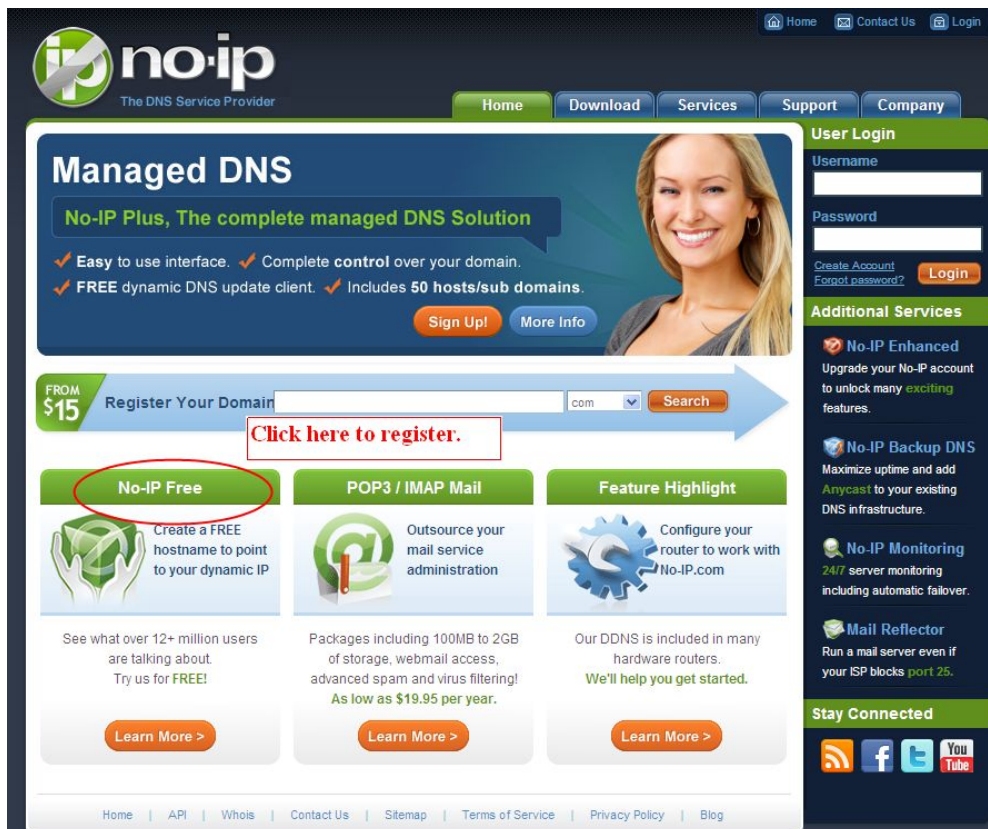 Home Contact Us Login
ip no·ip
The DNS Service Provider
Home Download Services Support Company
Managed DNS
No-IP Plus, The complete managed DNS Solution
Easy to use interface. Complete control over your domain.
FREE dynamic DNS update client. Includes 50 hosts/sub domains.
Sign Up! More Info
FROM
$15
Register Your Domain com Search
Click here to register.
No-IP Free
Create a FREE
hostname to point
to your dynamic IP
See what over 12+ million users
are talking about.
Try us for FREE!
Learn More >
POP3 / IMAP Mail
Outsource your
mail service
administration
Packages including 100MB to 2GB
of storage, webmail access,
advanced spam and virus filtering!
As low as $19.95 per year.
Learn More >
Feature Highlight
Configure your
router to work with
No-IP.com
Our DDNS is included in many
hardware routers.
We'll help you get started.
Learn More >
User Login
Username
Password
Create Account
Forgot password?
Login
Additional Services
No-IP Enhanced
Upgrade your No-IP account
to unlock many exciting
features.
No-IP Backup DNS
Maximize uptime and add
Anycast to your existing
DNS infrastructure.
No-IP Monitoring
24/7 server monitoring
including automatic failover.
Mail Reflector
Run a mail server even if
your ISP blocks port 25.
Stay Connected
f t You
Tube
Home | API | Whois | Contact Us | Sitemap | Terms of Service | Privacy Policy | Blog